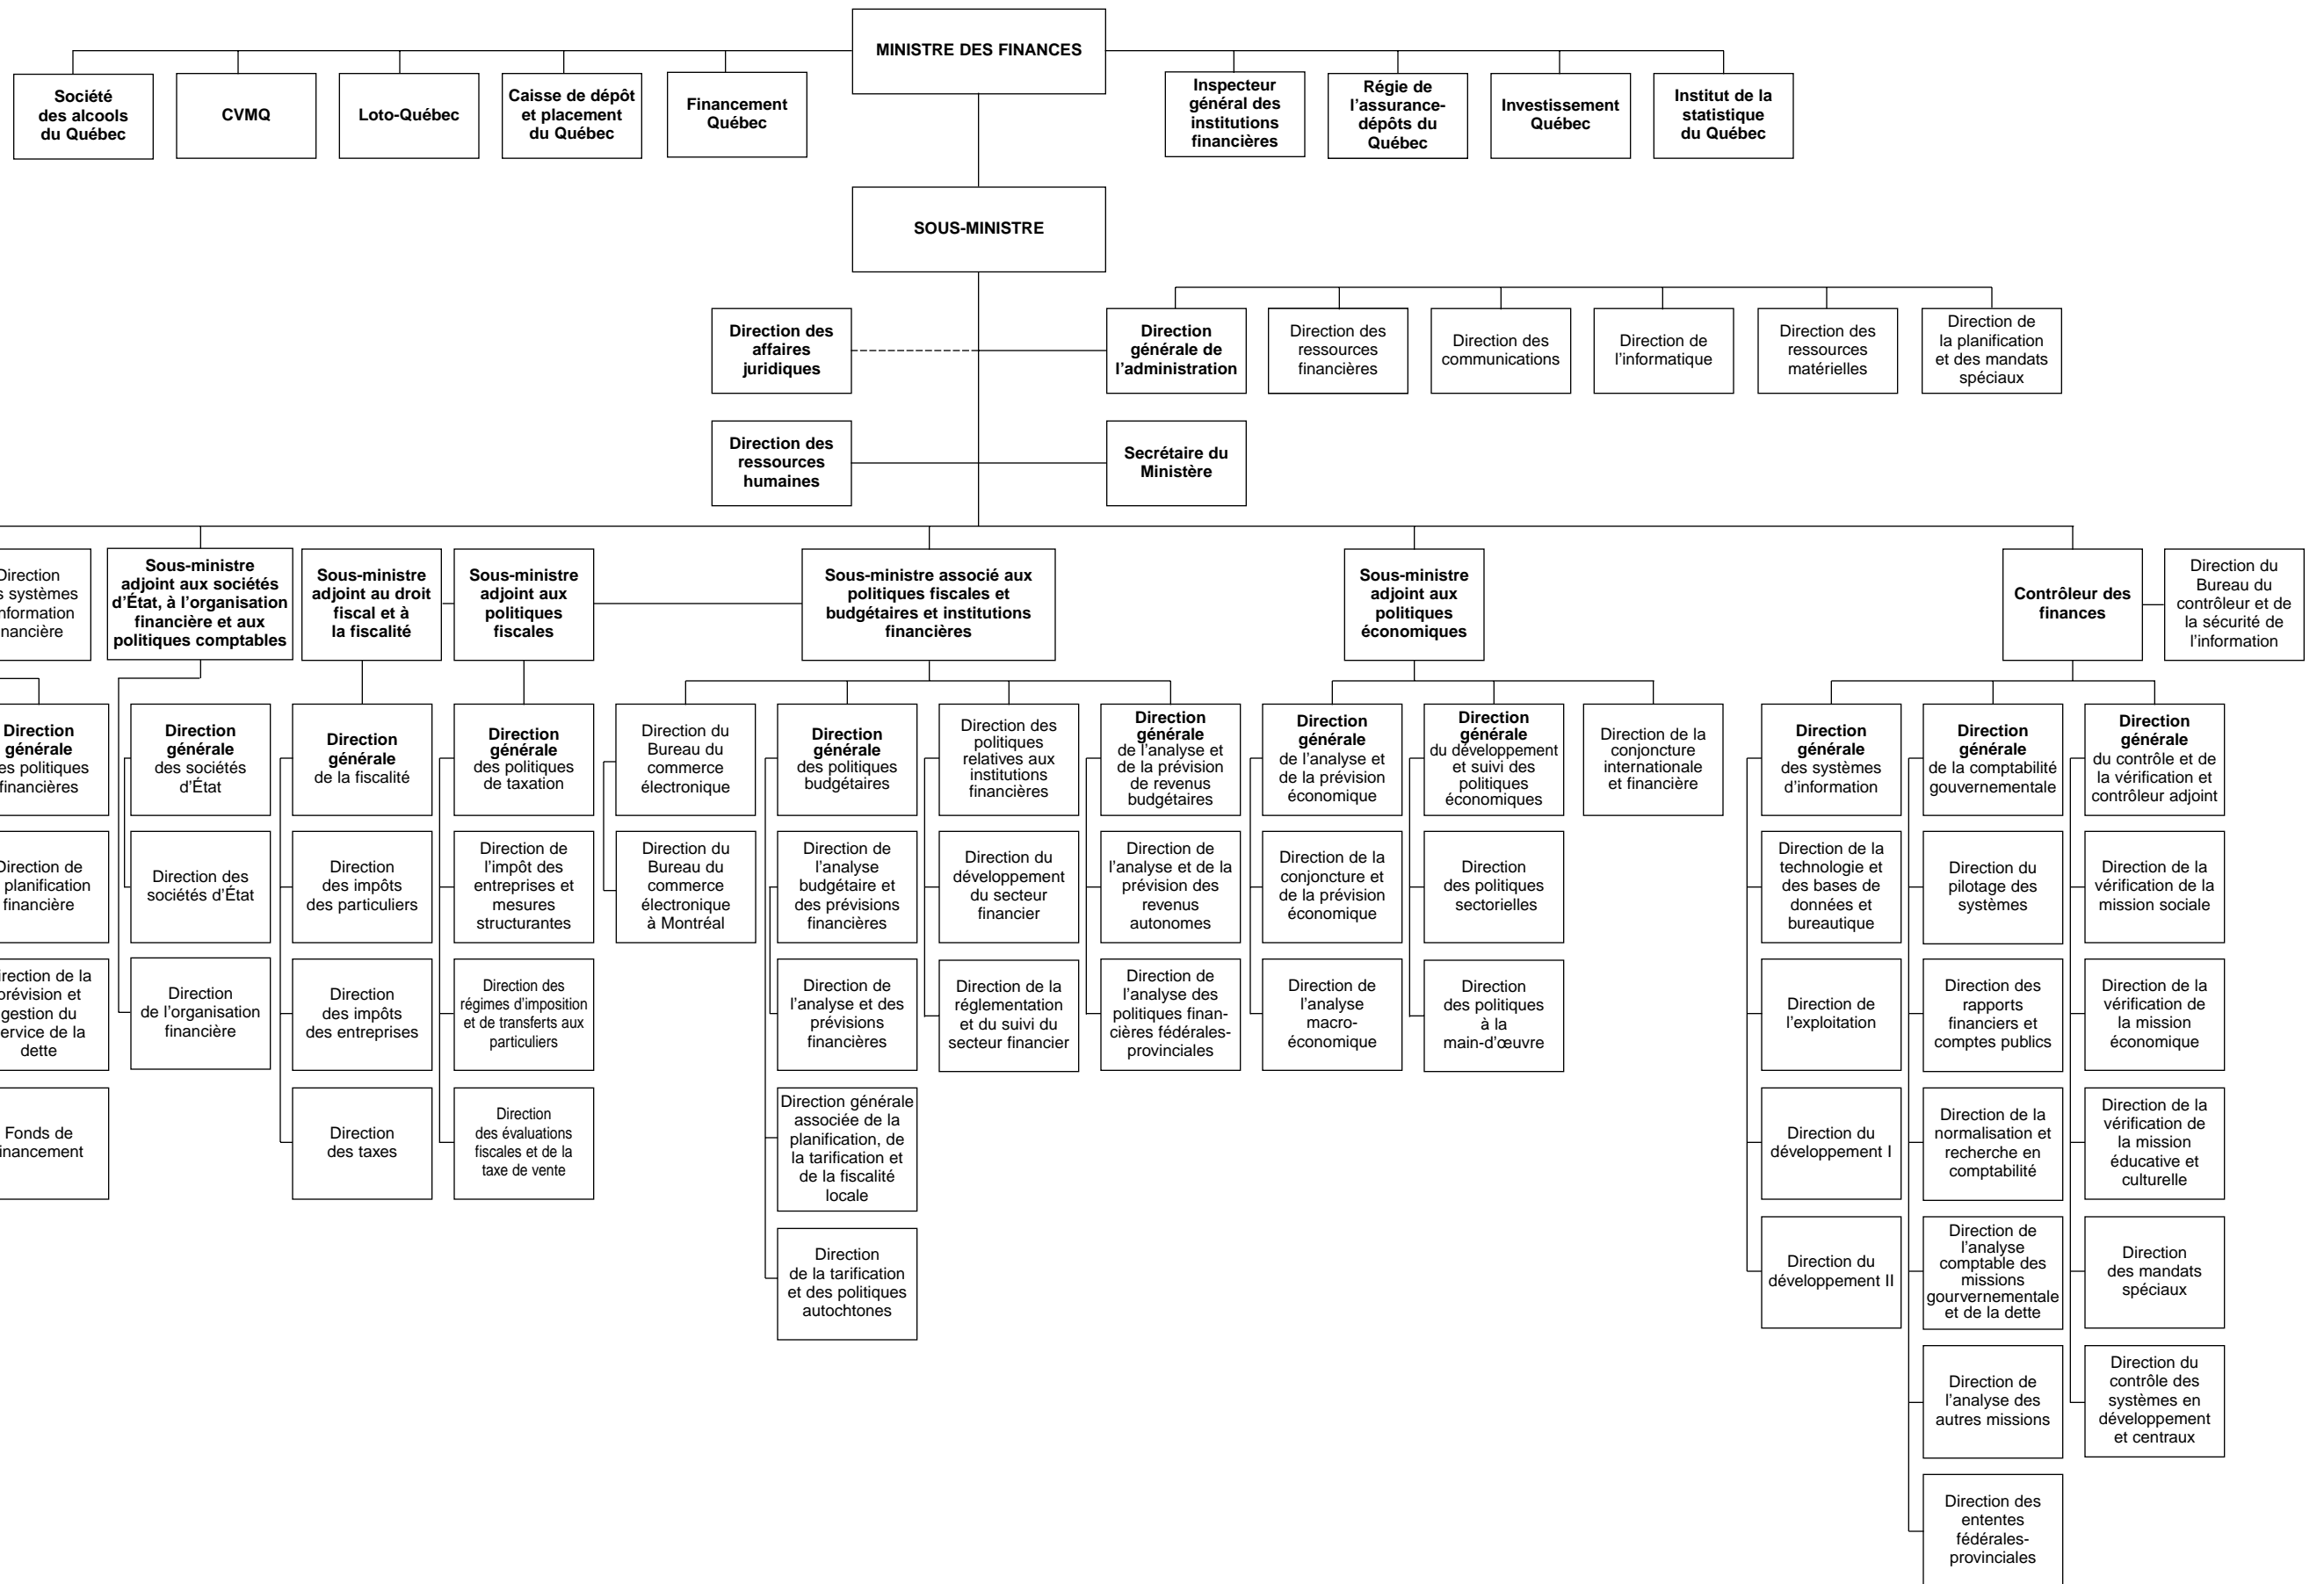 MINISTRE DES FINANCES
Société
des alcools
du Québec
CVMQ
Loto-Québec
Caisse de dépôt
et placement
du Québec
Financement
Québec
Inspecteur
général des
institutions
financières
Régie de
l'assurance-
dépôts du
Québec
Investissement
Québec
Institut de la
statistique
du Québec
SOUS-MINISTRE
Direction des
affaires
juridiques
Direction
générale de
l'administration
Direction des
ressources
financières
Direction des
communications
Direction de
l'informatique
Direction des
ressources
matérielles
Direction de
la planification
et des mandats
spéciaux
Direction des
ressources
humaines
Secrétaire du
Ministère
systèmes
Sous-ministre
adjoint aux sociétés
d'État, à l'organisation
financière et aux
politiques comptables
Sous-ministre
adjoint au droit
fiscal et à
la fiscalité
Sous-ministre
adjoint aux
politiques
fiscales
Sous-ministre associé aux
politiques fiscales et
budgétaires et institutions
financières
Sous-ministre
adjoint aux
politiques
économiques
Contrôleur des
finances
Direction du
Bureau du
contrôleur et de
la sécurité de
l'information
Direction
générale
politiques
Direction
générale
des sociétés
d'État
Direction
générale
de la fiscalité
Direction
générale
des politiques
de taxation
Direction du
Bureau du
commerce
électronique
Direction
générale
des politiques
budgétaires
Direction des
politiques
relatives aux
institutions
financières
Direction
générale
de l'analyse et
de la prévision
de revenus
budgétaires
Direction
générale
de l'analyse et
de la prévision
économique
Direction
générale
du développement
et suivi des
politiques
économiques
Direction de la
conjoncture
internationale
et financière
Direction
générale
des systèmes
d'information
Direction
générale
de la comptabilité
gouvernementale
Direction
générale
du contrôle et de
la vérification et
contrôleur adjoint
de
planification
financière
Direction des
sociétés d'État
Direction
des impôts
des particuliers
Direction de
l'impôt des
entreprises et
mesures
structurantes
Direction du
Bureau du
commerce
électronique
à Montréal
Direction de
l'analyse
budgétaire et
des prévisions
financières
Direction du
développement
du secteur
financier
Direction de
l'analyse et de la
prévision des
revenus
autonomes
Direction de la
conjoncture et
de la prévision
économique
Direction
des politiques
sectorielles
Direction de la
technologie et
des bases de
données et
bureautique
Direction du
pilotage des
systèmes
Direction de la
vérification de la
mission sociale
de la
et
gestion du
de la
dette
Direction
de l'organisation
financière
Direction
des impôts
des entreprises
Direction des
régimes d'imposition
et de transferts aux
particuliers
Direction de
l'analyse et des
prévisions
financières
Direction de la
réglementation
et du suivi du
secteur financier
Direction de
l'analyse des
politiques finan-
cières fédérales-
provinciales
Direction de
l'analyse
macro-
économique
Direction
des politiques
à la
main-d'œuvre
Direction de
l'exploitation
Direction des
rapports
financiers et
comptes publics
Direction de la
vérification de
la mission
économique
Fonds de
Direction
des taxes
Direction
des évaluations
fiscales et de la
taxe de vente
Direction générale
associée de la
planification, de
la tarification et
de la fiscalité
locale
Direction du
développement I
Direction de la
normalisation et
recherche en
comptabilité
Direction de la
vérification de
la mission
éducative et
culturelle
Direction
de la tarification
et des politiques
autochtones
Direction du
développement II
Direction de
l'analyse
comptable des
missions
gourvernementale
et de la dette
Direction
des mandats
spéciaux
Direction de
l'analyse des
autres missions
Direction du
contrôle des
systèmes en
développement
et centraux
Direction des
ententes
fédérales-
provinciales